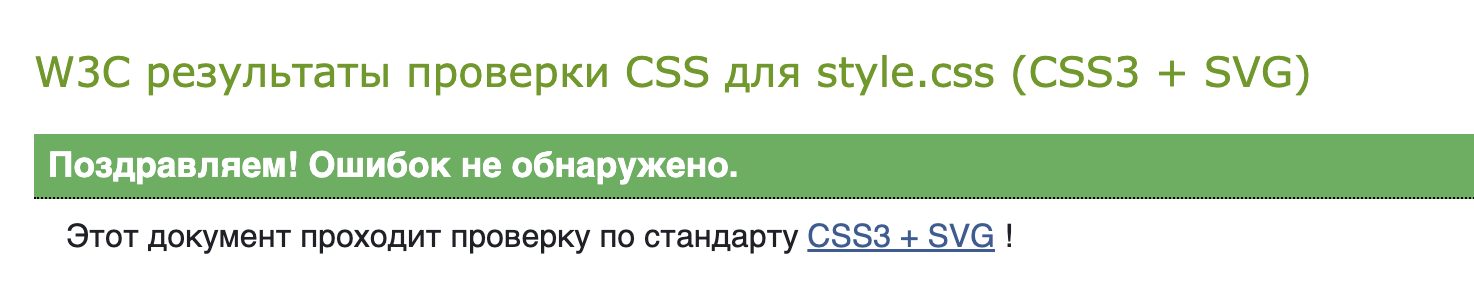 W3C результаты проверки CSS для style.css (CSS3 + SVG)
Поздравляем! Ошибок не обнаружено.
Этот документ проходит проверку по стандарту CSS3 + SVG !